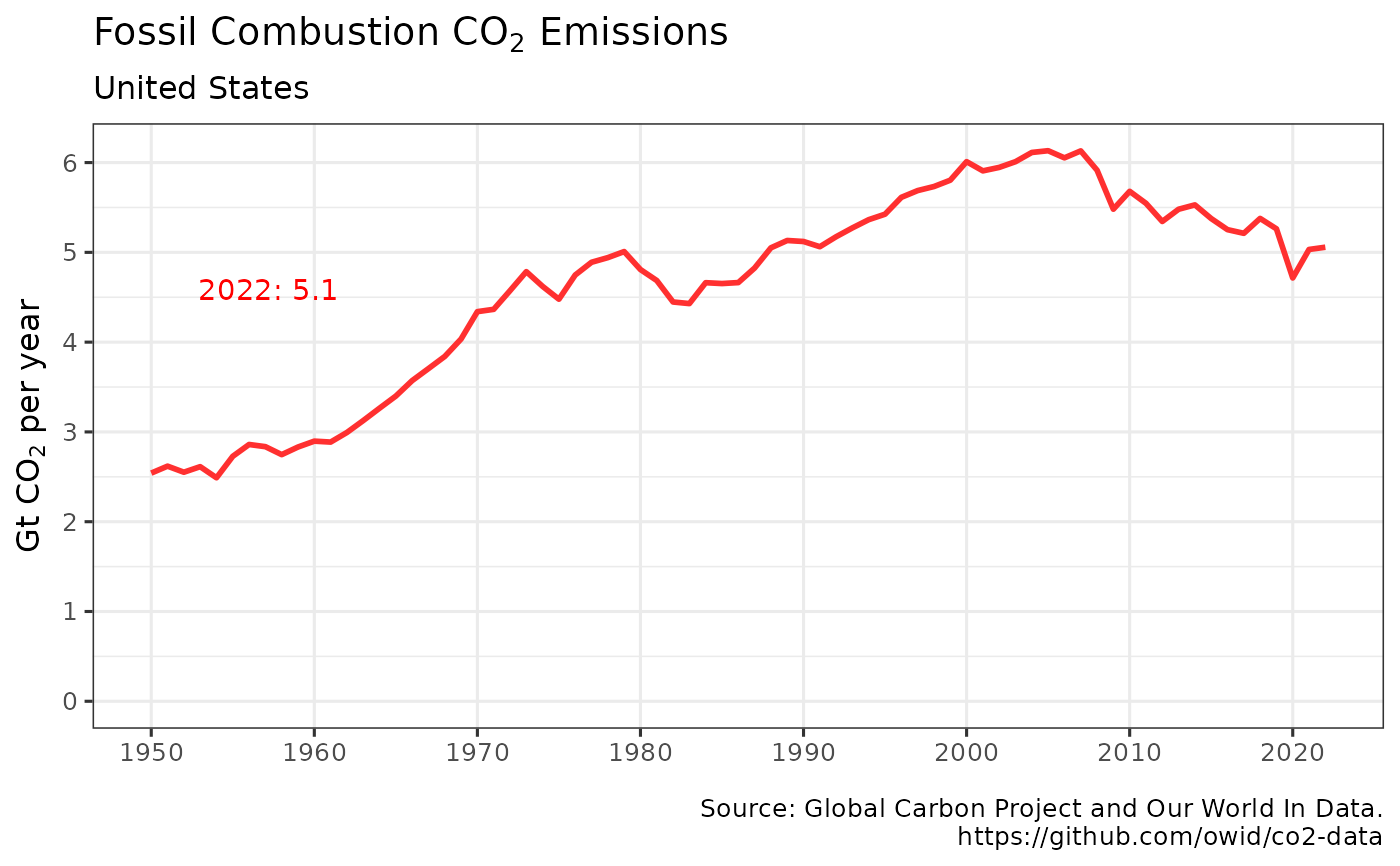 Fossil Combustion CO₂ Emissions
United States
Gt CO₂ per year
6
5
4
3
2
1
0
2022: 5.1
1950 1960 1970 1980 1990 2000 2010 2020
Source: Global Carbon Project and Our World In Data.
https://github.com/owid/co2-data